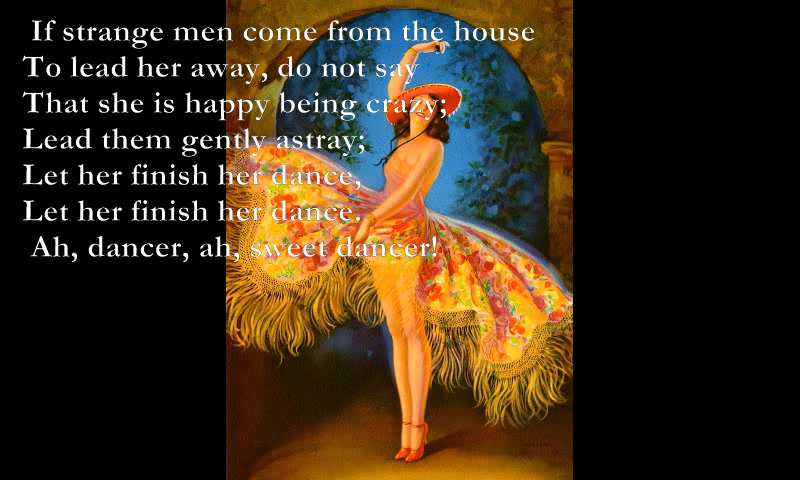 If strange men come from the house
To lead her away, do not say
That she is happy being crazy;
Lead them gently astray;
Let her finish her dance,
Let her finish her dance.
Ah, dancer, ah, sweet dancer!